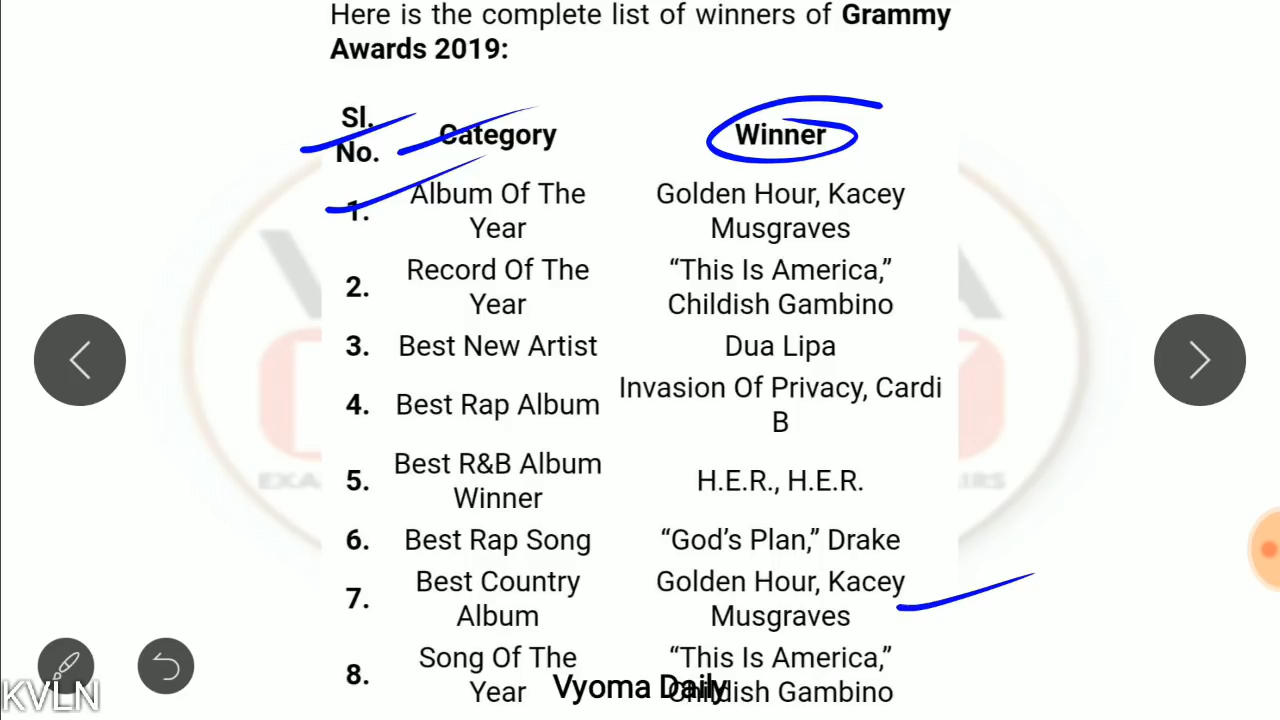 Here is the complete list of winners of Grammy
Awards 2019:
Sl.
No.
Category
Winner
1.
Album Of The
Year
Golden Hour, Kacey
Musgraves
2.
Record Of The
Year
“This Is America,”
Childish Gambino
3.
Best New Artist
Dua Lipa
4.
Best Rap Album
Invasion Of Privacy, Cardi
B
5.
Best R&B Album
Winner
H.E.R., H.E.R.
6.
Best Rap Song
“God’s Plan,” Drake
7.
Best Country
Album
Golden Hour, Kacey
Musgraves
8.
Song Of The
Year
“This Is America,”
Childish Gambino
Vyoma Daily
KVLN